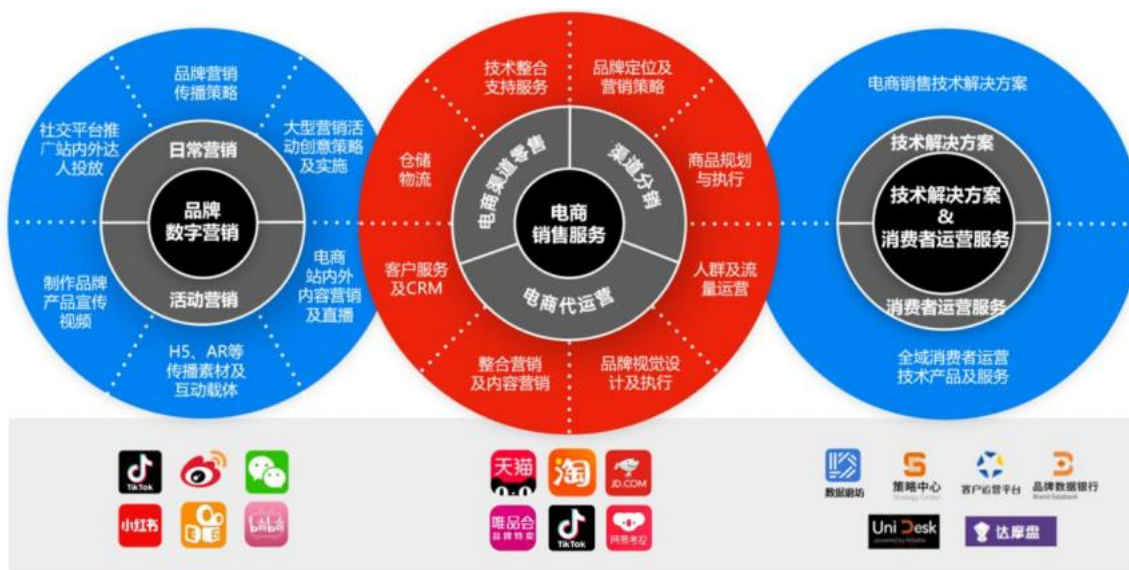 品牌营销
传播策略
社交平台推
广站内外达
人投放
大型营销活
动创意策略
及实施
日常营销
品牌
数字营销
活动营销
制作品牌
产品宣传
视频
电商
站内外
内容营销
及直播
H5、AR等
传播素材及
互动载体
技术整合
支持服务
品牌定位及
营销策略
仓储
物流
商品规划
与执行
电商渠道零售
渠道分销
电商
销售服务
电商代运营
客户服务
及CRM
人群及流
量运营
整合营销
及内容营销
品牌视觉设
计及执行
电商销售技术解决方案
技术解决方案
技术解决方案
&
消费者运营服务
消费者运营服务
全域消费者运营
技术产品及服务
TikTok
小红书
bilibili
天猫
淘
JD.COM
唯品会
品牌特卖
TikTok
网易考拉
数据磨坊
策略中心
Strategy Center
客户运营平台
品牌数据银行
Brand Databank
Uni Desk
powered by Alibaba
达摩盘